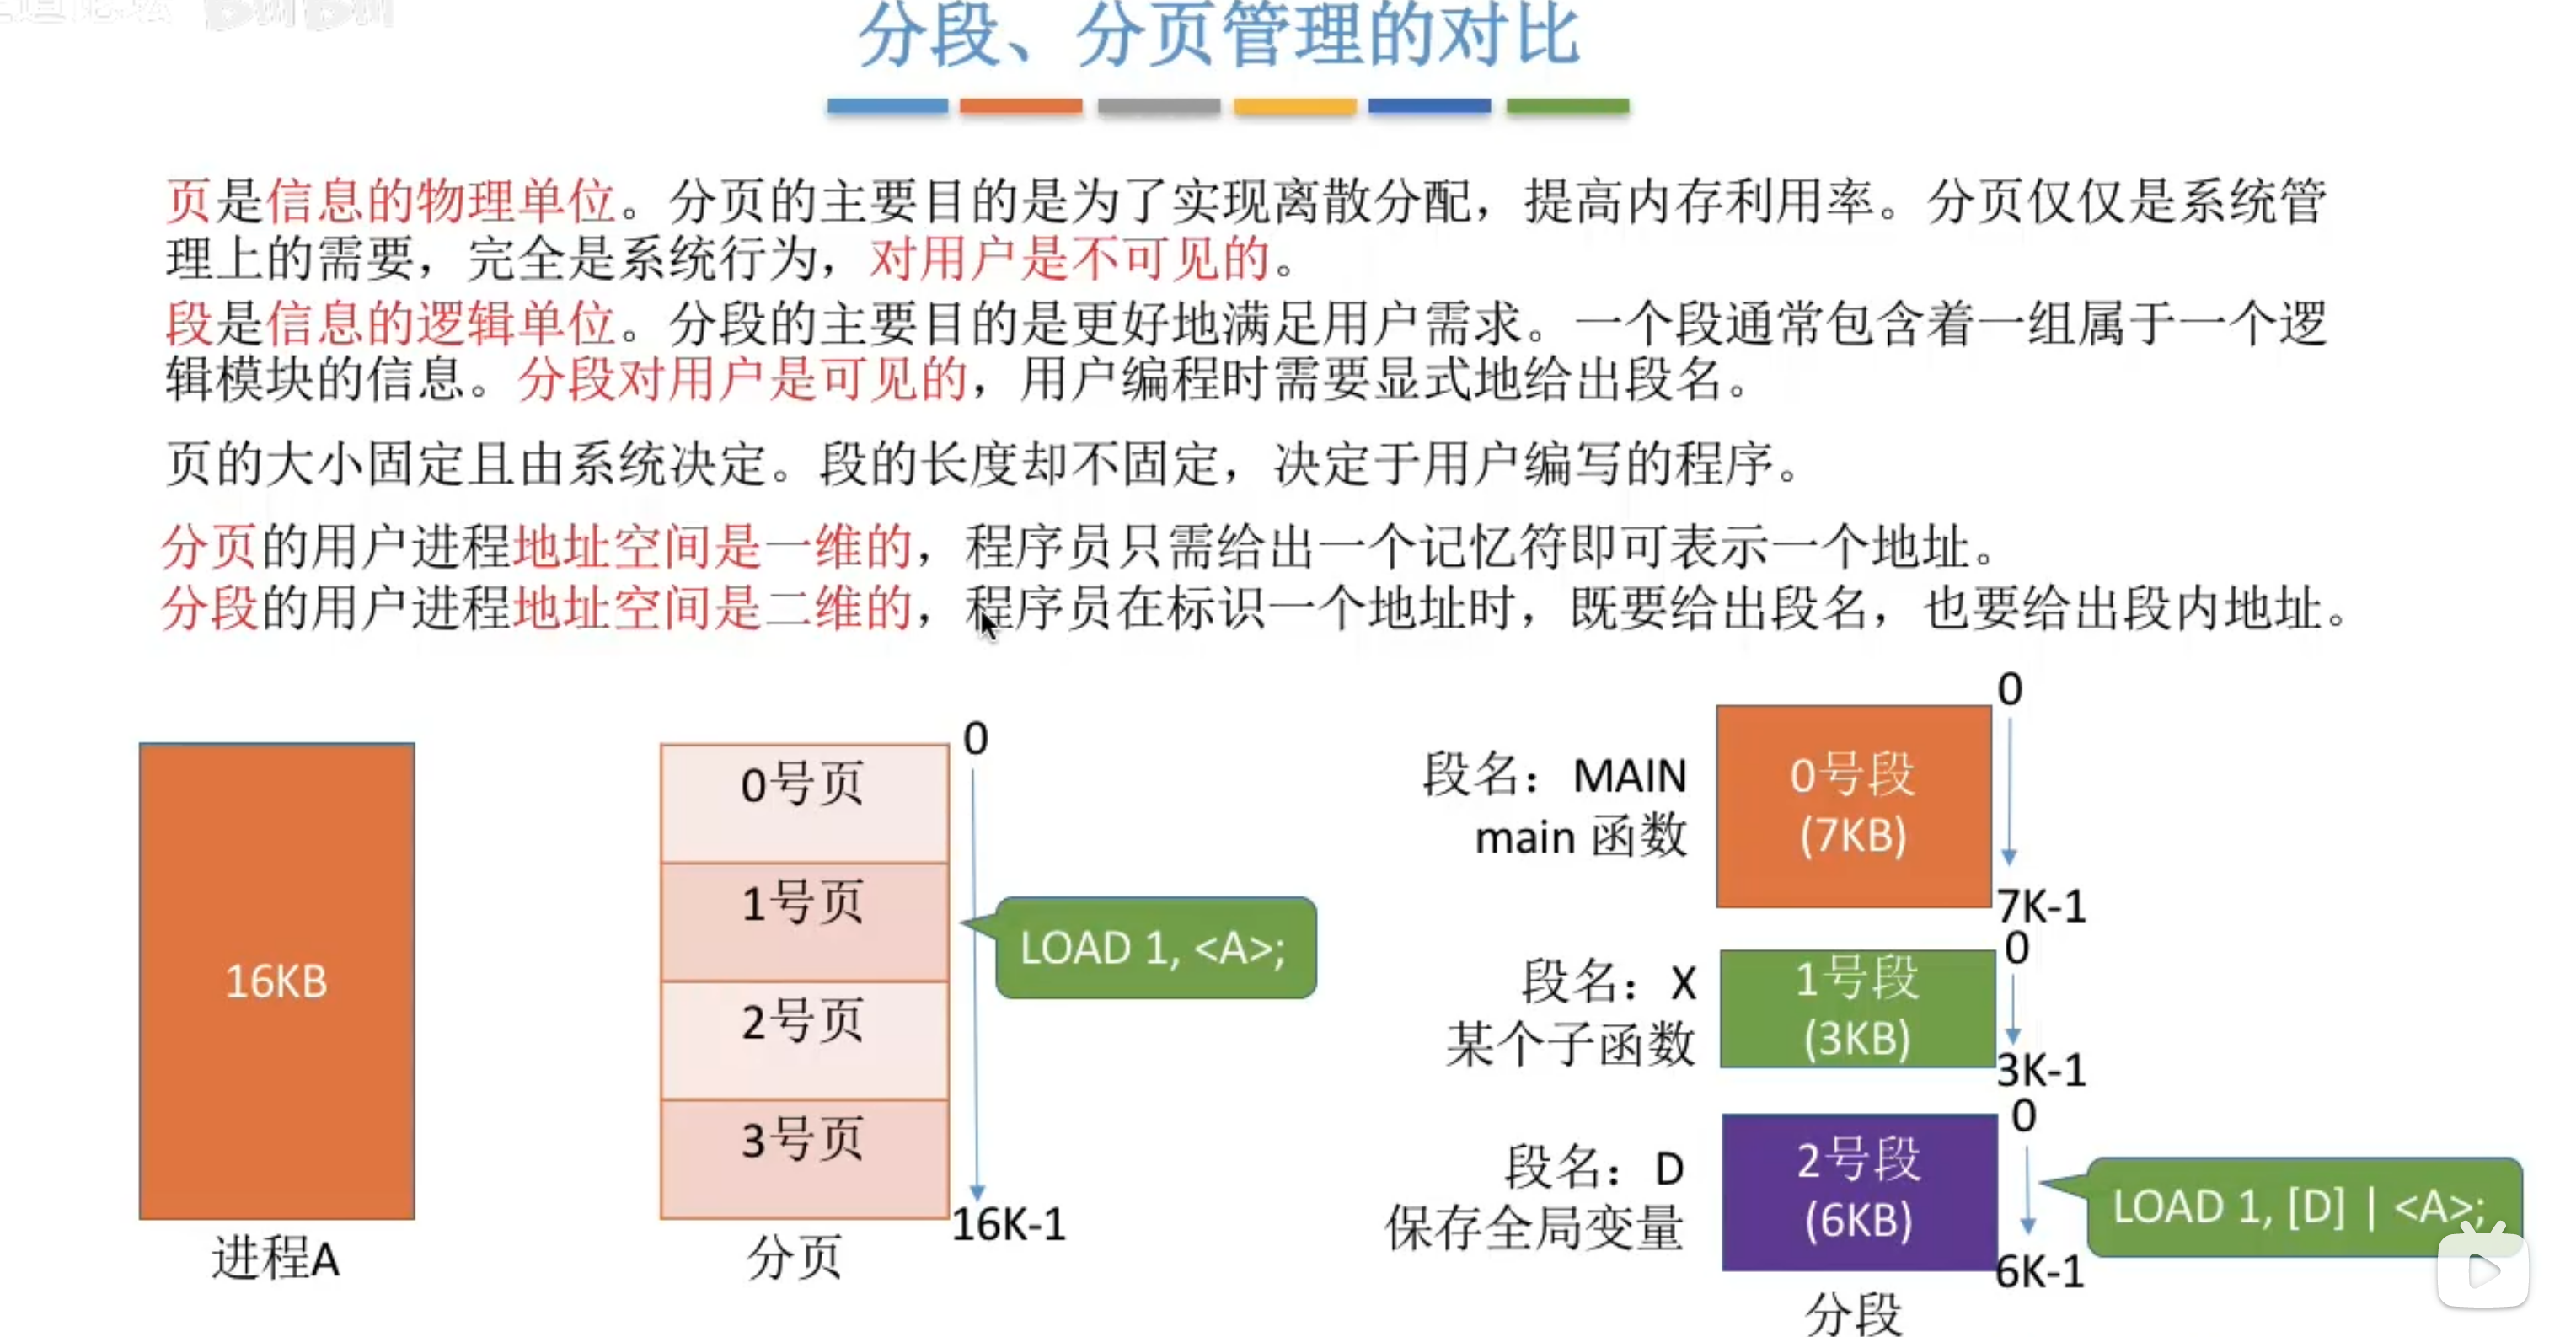 分段、分页管理的对比
页是信息的物理单位。分页的主要目的是为了实现离散分配，提高内存利用率。分页仅仅是系统管
理上的需要，完全是系统行为，对用户是不可见的。
段是信息的逻辑单位。分段的主要目的是更好地满足用户需求。一个段通常包含着一组属于一个逻
辑模块的信息。分段对用户是可见的，用户编程时需要显式地给出段名。
页的大小固定且由系统决定。段的长度却不固定，决定于用户编写的程序。
分页的用户进程地址空间是一维的，程序员只需给出一个记忆符即可表示一个地址。
分段的用户进程地址空间是二维的，程序员在标识一个地址时，既要给出段名，也要给出段内地址。
16KB
进程A
0号页
1号页
2号页
3号页
0
16K-1
LOAD 1, <A>;
分页
段名：MAIN
main 函数
0号段
(7KB)
0
7K-1
段名：X
某个子函数
1号段
(3KB)
0
3K-1
段名：D
保存全局变量
2号段
(6KB)
0
6K-1
LOAD 1, [D] | <A>;
分段